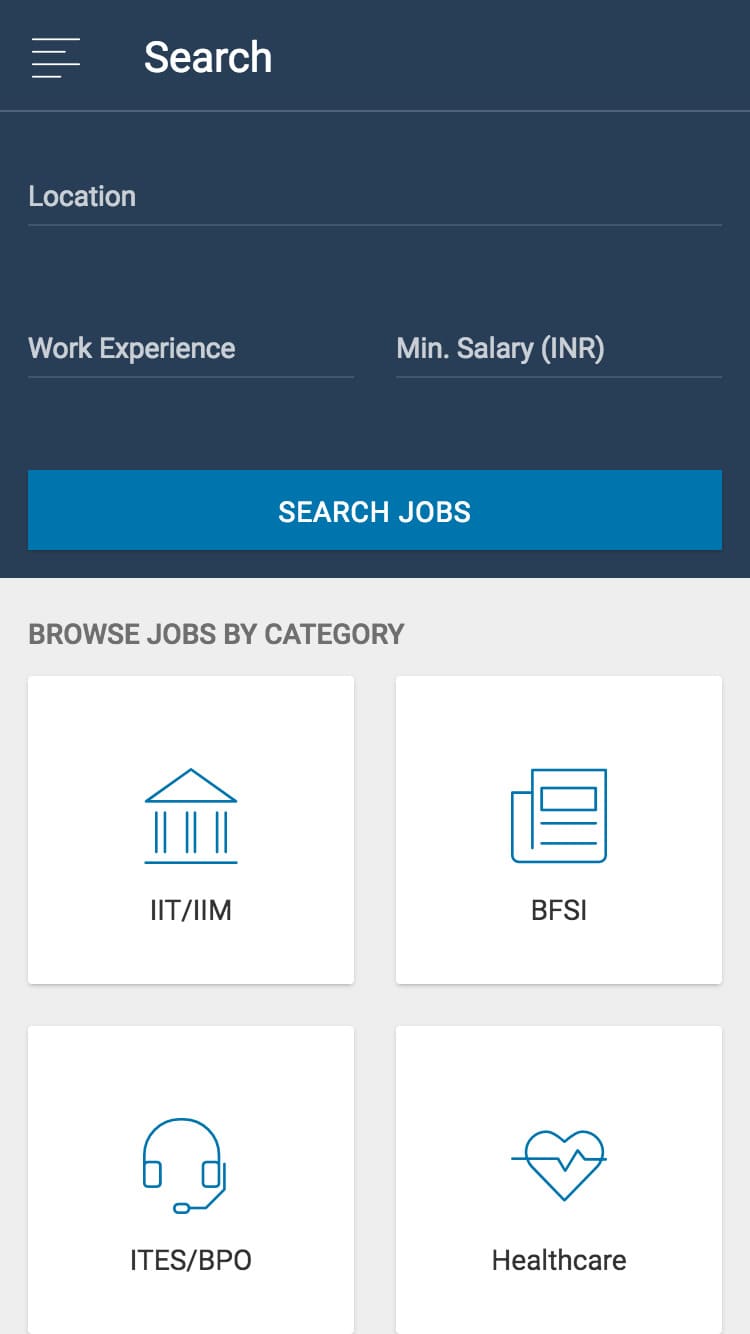 Search
Location
Work Experience
Min. Salary (INR)
SEARCH JOBS
BROWSE JOBS BY CATEGORY
IIT/IIM
BFSI
ITES/BPO
Healthcare